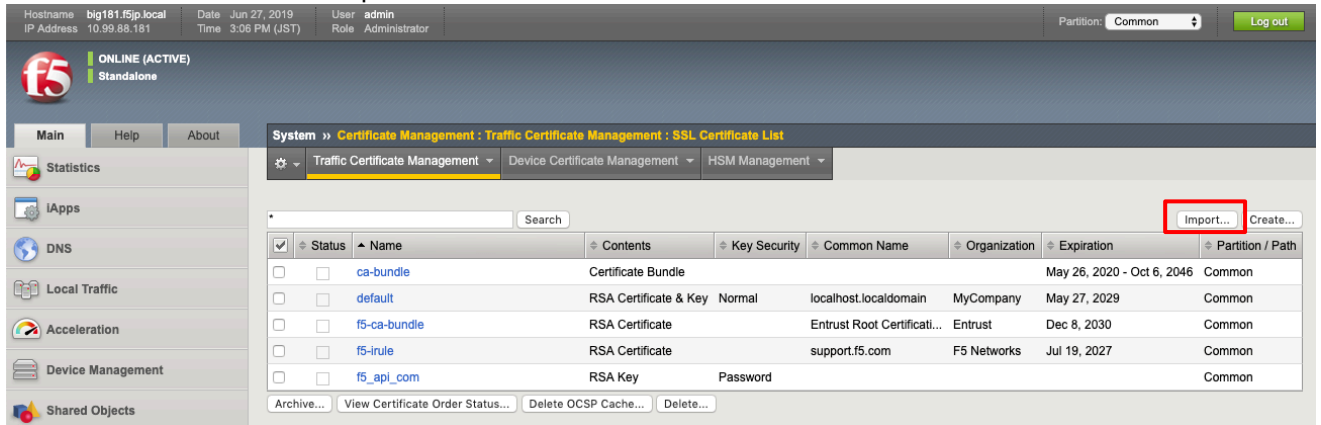 Hostname big181.f5jp.local Date Jun 27, 2019 User admin
IP Address 10.99.88.181 Time 3:06 PM (JST) Role Administrator
Partition: Common Log out
f5
ONLINE (ACTIVE)
Standalone
Main Help About
System ›› Certificate Management : Traffic Certificate Management : SSL Certificate List
Traffic Certificate Management Device Certificate Management HSM Management
Statistics
iApps
DNS
Local Traffic
Acceleration
Device Management
Shared Objects
* Search Import... Create...
Status Name Contents Key Security Common Name Organization Expiration Partition / Path
ca-bundle Certificate Bundle May 26, 2020 - Oct 6, 2046 Common
default RSA Certificate & Key Normal localhost.localdomain MyCompany May 27, 2029 Common
f5-ca-bundle RSA Certificate Entrust Root Certificati... Entrust Dec 8, 2030 Common
f5-irule RSA Certificate support.f5.com F5 Networks Jul 19, 2027 Common
f5_api_com RSA Key Password Common
Archive... View Certificate Order Status... Delete OCSP Cache... Delete...